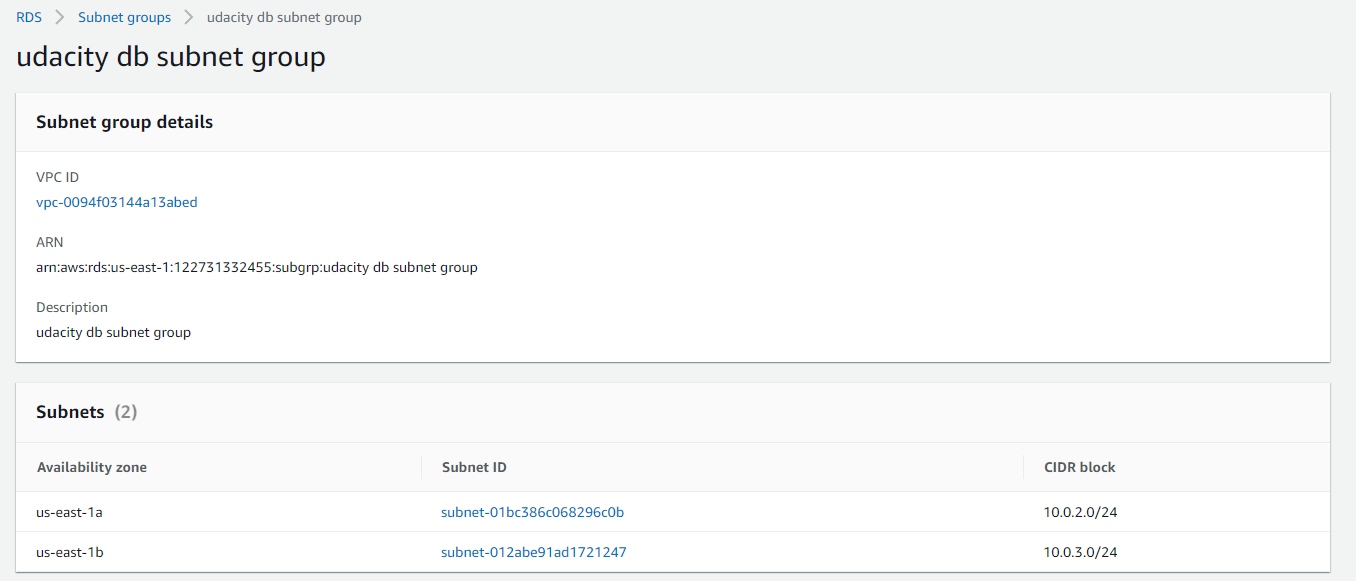 RDS > Subnet groups > udacity db subnet group
udacity db subnet group
Subnet group details
VPC ID
vpc-0094f03144a13abed
ARN
arn:aws:rds:us-east-1:122731332455:subgrp:udacity db subnet group
Description
udacity db subnet group
Subnets (2)
Availability zone Subnet ID CIDR block
us-east-1a subnet-01bc386c068296c0b 10.0.2.0/24
us-east-1b subnet-012abe91ad1721247 10.0.3.0/24